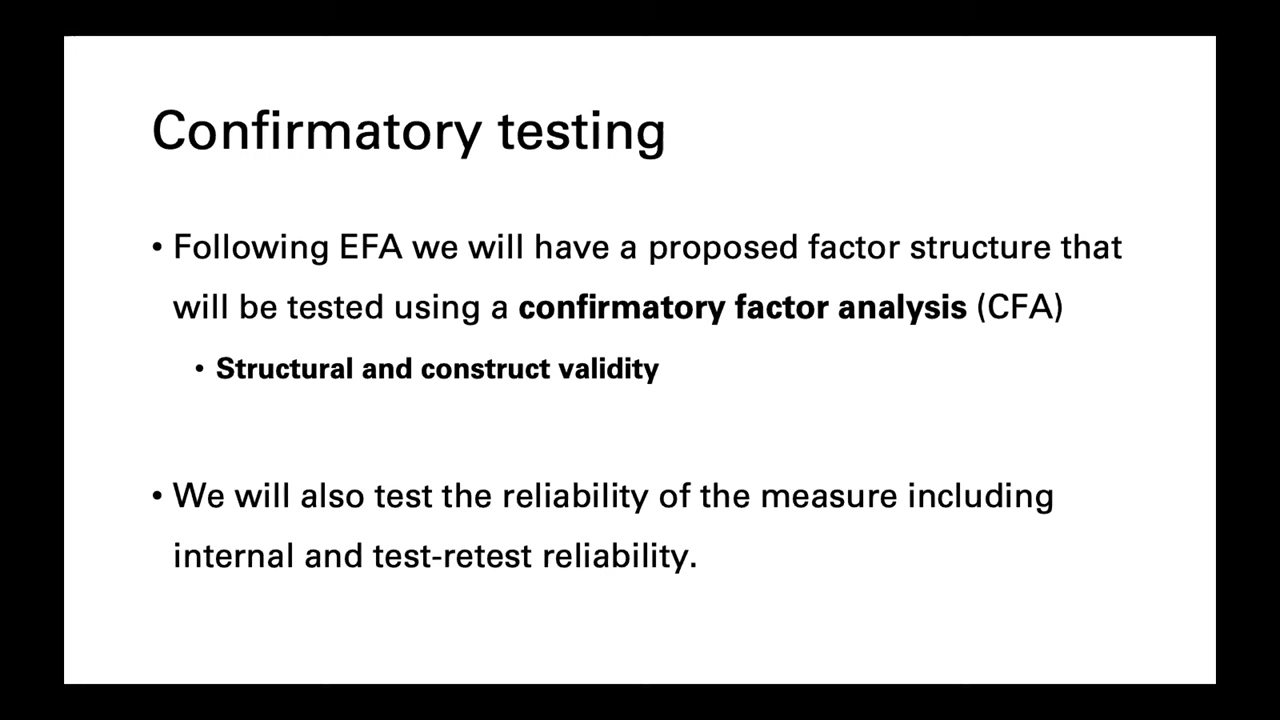 Confirmatory testing
• Following EFA we will have a proposed factor structure that
will be tested using a confirmatory factor analysis (CFA)
• Structural and construct validity
• We will also test the reliability of the measure including
internal and test-retest reliability.